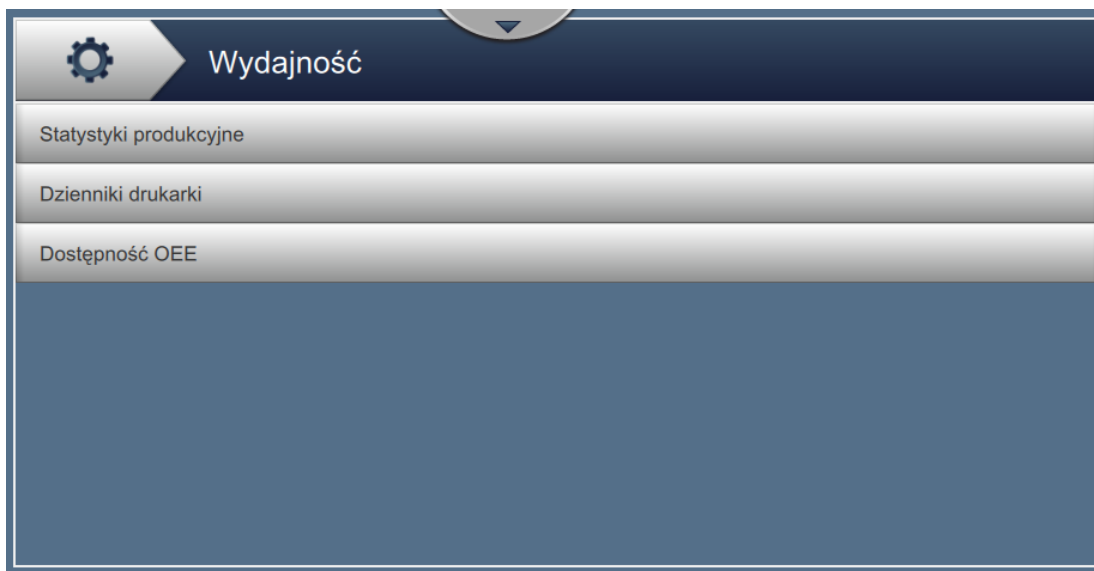 Wydajność
Statystyki produkcyjne
Dzienniki drukarki
Dostępność OEE